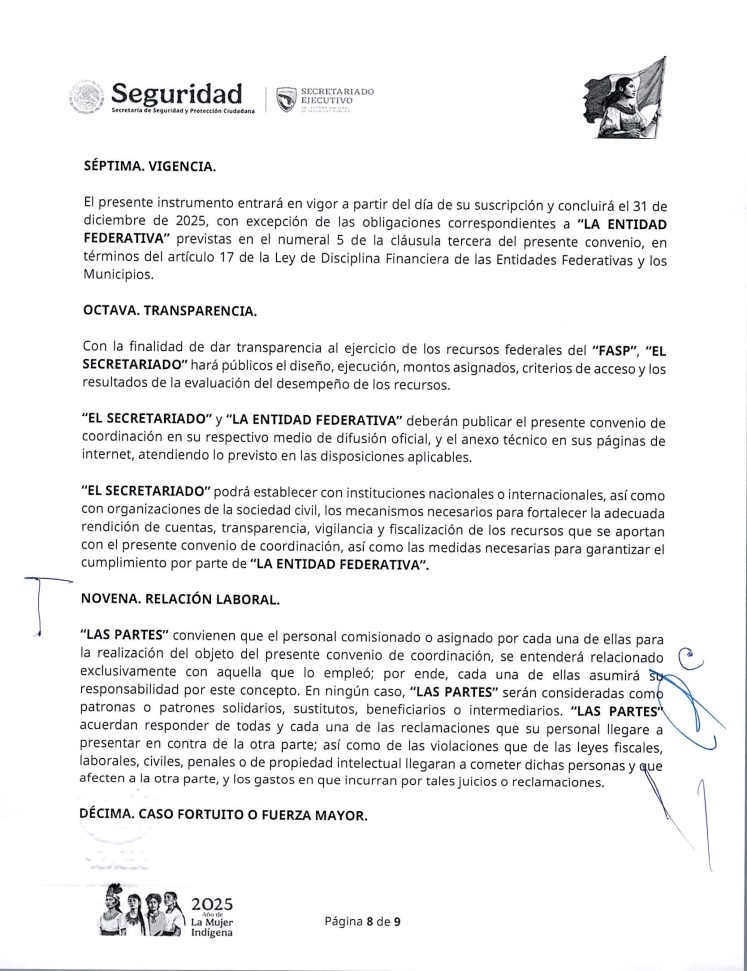 Seguridad
Secretaría de Seguridad y Protección Ciudadana
SECRETARIADO
EJECUTIVO
SÉPTIMA. VIGENCIA.
El presente instrumento entrará en vigor a partir del día de su suscripción y concluirá el 31 de
diciembre de 2025, con excepción de las obligaciones correspondientes a “LA ENTIDAD
FEDERATIVA” previstas en el numeral 5 de la cláusula tercera del presente convenio, en
términos del artículo 17 de la Ley de Disciplina Financiera de las Entidades Federativas y los
Municipios.
OCTAVA. TRANSPARENCIA.
Con la finalidad de dar transparencia al ejercicio de los recursos federales del “FASP”, “EL
SECRETARIADO” hará públicos el diseño, ejecución, montos asignados, criterios de acceso y los
resultados de la evaluación del desempeño de los recursos.
“EL SECRETARIADO” y “LA ENTIDAD FEDERATIVA” deberán publicar el presente convenio de
coordinación en su respectivo medio de difusión oficial, y el anexo técnico en sus páginas de
internet, atendiendo lo previsto en las disposiciones aplicables.
“EL SECRETARIADO” podrá establecer con instituciones nacionales o internacionales, así como
con organizaciones de la sociedad civil, los mecanismos necesarios para fortalecer la adecuada
rendición de cuentas, transparencia, vigilancia y fiscalización de los recursos que se aportan
con el presente convenio de coordinación, así como las medidas necesarias para garantizar el
cumplimiento por parte de “LA ENTIDAD FEDERATIVA”.
NOVENA. RELACIÓN LABORAL.
“LAS PARTES” convienen que el personal comisionado o asignado por cada una de ellas para
la realización del objeto del presente convenio de coordinación, se entenderá relacionado
exclusivamente con aquella que lo empleó; por ende, cada una de ellas asumirá su
responsabilidad por este concepto. En ningún caso, “LAS PARTES” serán consideradas como
patronas o patrones solidarios, sustitutos, beneficiarios o intermediarios. “LAS PARTES”
acuerdan responder de todas y cada una de las reclamaciones que su personal llegare a
presentar en contra de la otra parte; así como de las violaciones que de las leyes fiscales,
laborales, civiles, penales o de propiedad intelectual llegaran a cometer dichas personas y que
afecten a la otra parte, y los gastos en que incurran por tales juicios o reclamaciones.
DÉCIMA. CASO FORTUITO O FUERZA MAYOR.
2025
Año de
La Mujer
Indígena
Página 8 de 9